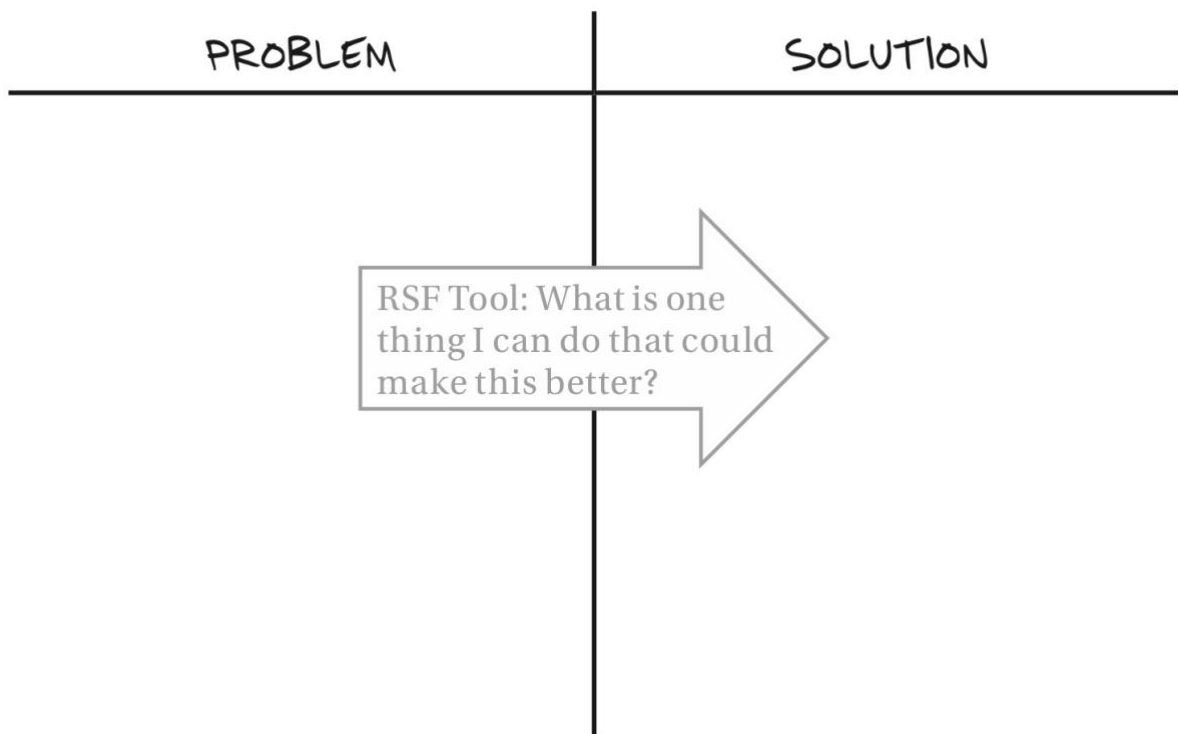 PROBLEM
SOLUTION
RSF Tool: What is one
thing I can do that could
make this better?